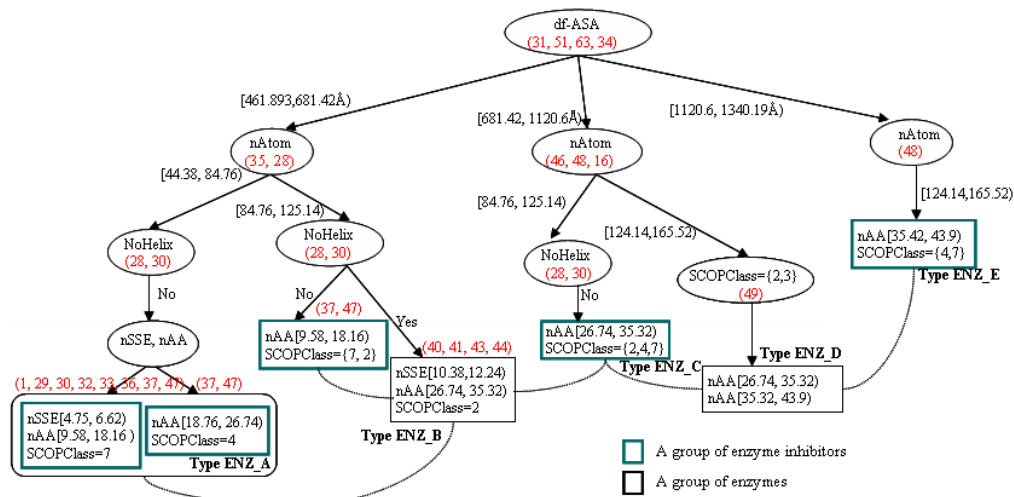 df-ASA
(31, 51, 63, 34)
[461.893,681.42Å)
[681.42, 1120.6Å)
[1120.6, 1340.19Å)
nAtom
(35, 28)
nAtom
(46, 48, 16)
nAtom
(48)
[44.38, 84.76)
[84.76, 125.14)
[84.76, 125.14)
[124.14,165.52)
[124.14,165.52)
NoHelix
(28, 30)
NoHelix
(28, 30)
NoHelix
(28, 30)
SCOPClass={2,3}
(49)
nAA[35.42, 43.9)
SCOPClass={4,7}
Type ENZ_E
No
No
(37, 47)
Yes
No
nSSE, nAA
nAA[9.58, 18.16)
SCOPClass={7, 2}
(40, 41, 43, 44)
nAA[26.74, 35.32)
SCOPClass={2,4,7}
Type ENZ_C
Type ENZ_D
(1, 29, 30, 32, 33, 36, 37, 47)
(37, 47)
nSSE[10.38,12.24)
nAA[26.74, 35.32)
SCOPClass=2
Type ENZ_B
nAA[26.74, 35.32)
nAA[35.32, 43.9)
nSSE[4.75, 6.62)
nAA[9.58, 18.16 )
SCOPClass=7
nAA[18.76, 26.74)
SCOPClass=4
Type ENZ_A
A group of enzyme inhibitors
A group of enzymes